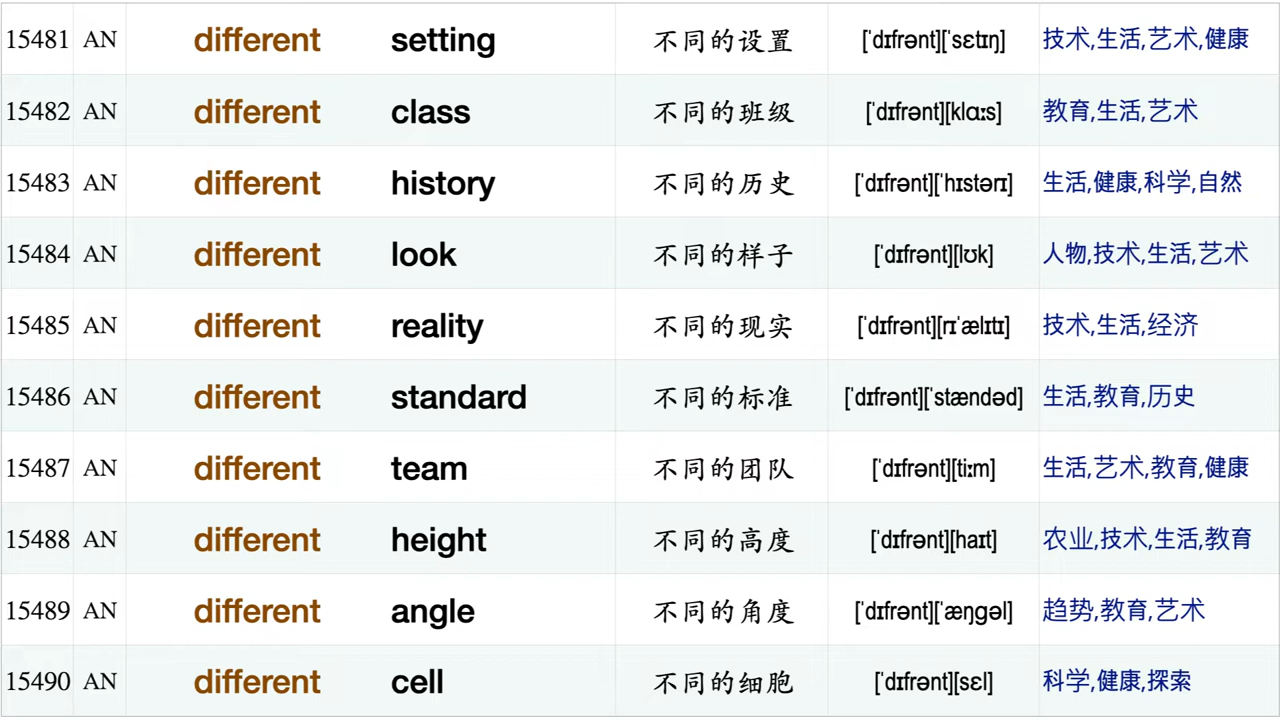 15481 AN different setting 不同的设置 [ˈdɪfrənt][ˈsɛtɪŋ] 技术,生活,艺术,健康
15482 AN different class 不同的班级 [ˈdɪfrənt][klɑːs] 教育,生活,艺术
15483 AN different history 不同的历史 [ˈdɪfrənt][ˈhɪstərɪ] 生活,健康,科学,自然
15484 AN different look 不同的样子 [ˈdɪfrənt][lʊk] 人物,技术,生活,艺术
15485 AN different reality 不同的现实 [ˈdɪfrənt][rɪˈælɪtɪ] 技术,生活,经济
15486 AN different standard 不同的标准 [ˈdɪfrənt][ˈstændəd] 生活,教育,历史
15487 AN different team 不同的团队 [ˈdɪfrənt][tiːm] 生活,艺术,教育,健康
15488 AN different height 不同的高度 [ˈdɪfrənt][haɪt] 农业,技术,生活,教育
15489 AN different angle 不同的角度 [ˈdɪfrənt][ˈæŋgəl] 趋势,教育,艺术
15490 AN different cell 不同的细胞 [ˈdɪfrənt][sɛl] 科学,健康,探索